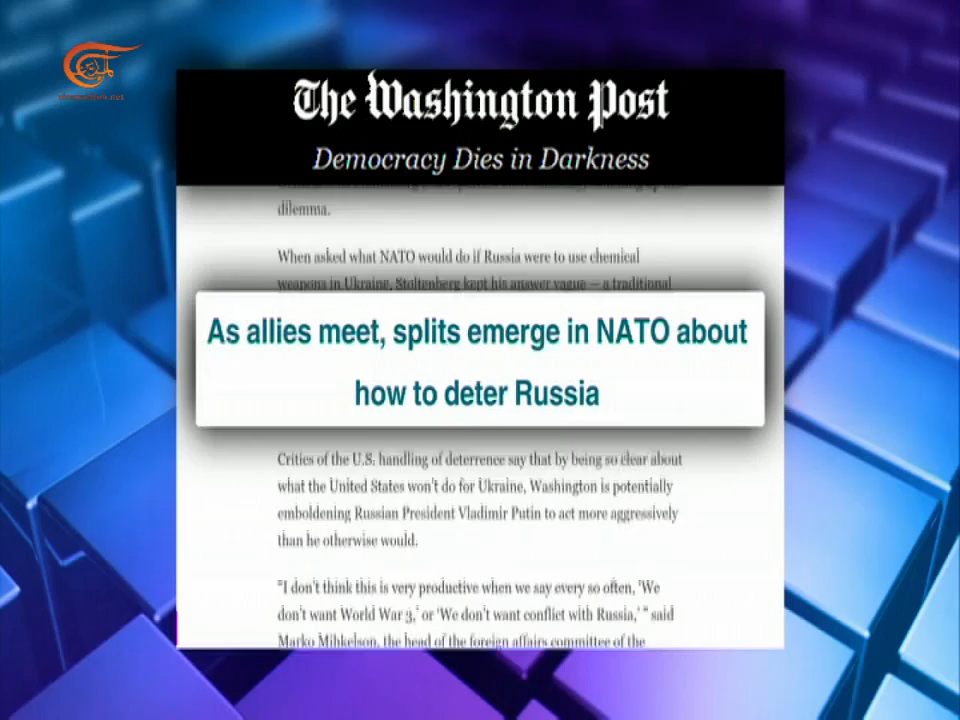 The Washington Post
Democracy Dies in Darkness
dilemma.
When asked what NATO would do if Russia were to use chemical
weapons in Ukraine, Stoltenberg kept his answer vague — a traditional
As allies meet, splits emerge in NATO about
how to deter Russia
Critics of the U.S. handling of deterrence say that by being so clear about
what the United States won't do for Ukraine, Washington is potentially
emboldening Russian President Vladimir Putin to act more aggressively
than he otherwise would.
"I don't think this is very productive when we say every so often, 'We
don't want World War 3,' or 'We don't want conflict with Russia,' " said
Marko Mihkelson, the head of the foreign affairs committee of the